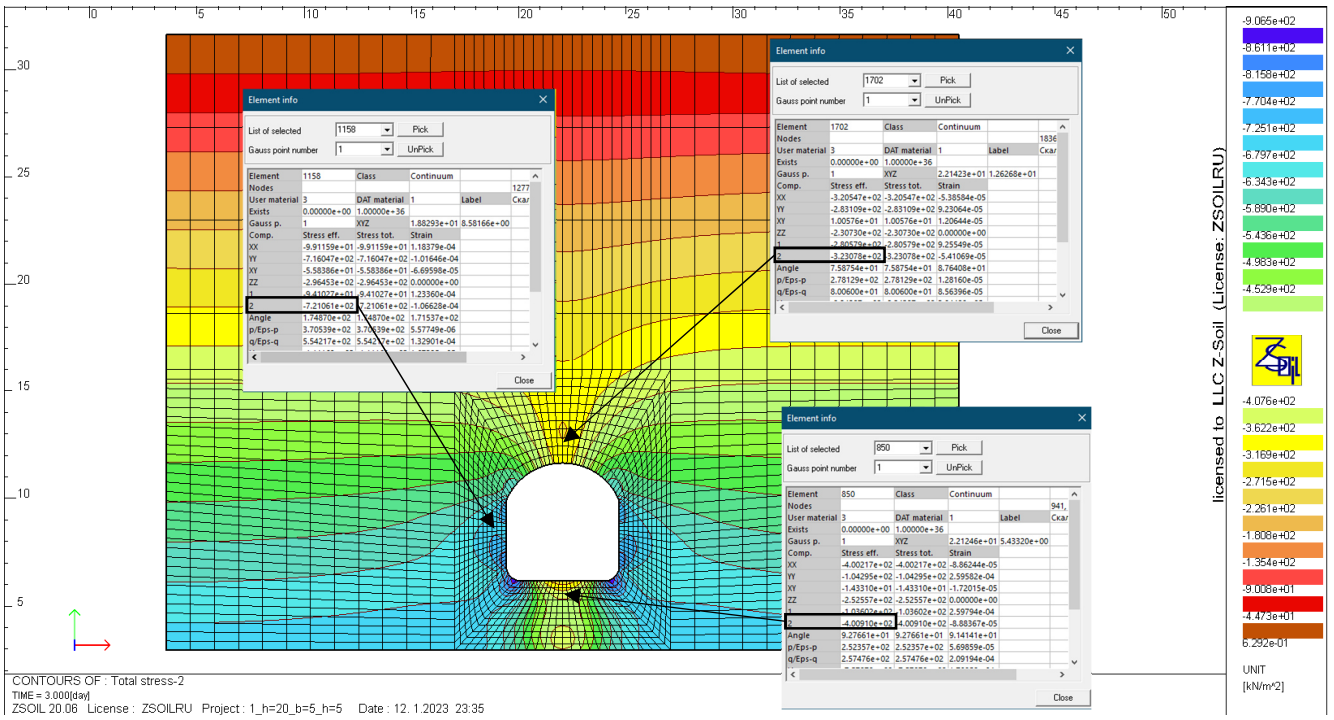 0 5 10 15 20 25 30 35 40 45 50
30
25
20
15
10
5
Element info
List of selected 1158 Pick
Gauss point number 1 UnPick
Element 1158 Class Continuum
Nodes 1277
User material 3 DAT material 1 Label Скал
Exists 0.00000e+00 1.00000e+36
Gauss p. 1 XYZ 1.88293e+01 8.58166e+00
Comp. Stress eff. Stress tot. Strain
XX -9.91159e+01 -9.91159e+01 1.18379e-04
YY -7.16047e+02 -7.16047e+02 -1.01646e-04
XY -5.58386e+01 -5.58386e+01 -6.69598e-05
ZZ -2.96453e+02 -2.96453e+02 0.00000e+00
1 -9.41027e+01 -9.41027e+01 1.23360e-04
2 -7.21061e+02 -7.21061e+02 -1.06628e-04
Angle 1.74870e+02 1.74870e+02 1.71537e+02
p/Eps-p 3.70539e+02 3.70539e+02 5.57749e-06
q/Eps-q 5.54217e+02 5.54217e+02 1.32901e-04
Close
Element info
List of selected 1702 Pick
Gauss point number 1 UnPick
Element 1702 Class Continuum
Nodes 1836
User material 3 DAT material 1 Label Скал
Exists 0.00000e+00 1.00000e+36
Gauss p. 1 XYZ 2.21423e+01 1.26268e+01
Comp. Stress eff. Stress tot. Strain
XX -3.20547e+02 -3.20547e+02 -5.38584e-05
YY -2.83109e+02 -2.83109e+02 9.23064e-05
XY 1.00576e+01 1.00576e+01 1.20644e-05
ZZ -2.30730e+02 -2.30730e+02 0.00000e+00
1 -2.80579e+02 -2.80579e+02 9.25549e-05
2 -3.23078e+02 -3.23078e+02 -5.41069e-05
Angle 7.58754e+01 7.58754e+01 8.76408e+01
p/Eps-p 2.78129e+02 2.78129e+02 1.28160e-05
q/Eps-q 8.00600e+01 8.00600e+01 8.56396e-05
Close
Element info
List of selected 850 Pick
Gauss point number 1 UnPick
Element 850 Class Continuum
Nodes 941,
User material 3 DAT material 1 Label Скал
Exists 0.00000e+00 1.00000e+36
Gauss p. 1 XYZ 2.21246e+01 5.43320e+00
Comp. Stress eff. Stress tot. Strain
XX -4.00217e+02 -4.00217e+02 -8.86244e-05
YY -1.04295e+02 -1.04295e+02 2.59582e-04
XY -1.43310e+01 -1.43310e+01 -1.72015e-05
ZZ -2.52557e+02 -2.52557e+02 0.00000e+00
1 -1.03602e+02 -1.03602e+02 2.59794e-04
2 -4.00910e+02 -4.00910e+02 -8.88367e-05
Angle 9.27661e+01 9.27661e+01 9.14141e+01
p/Eps-p 2.52357e+02 2.52357e+02 5.69859e-05
q/Eps-q 2.57476e+02 2.57476e+02 2.09194e-04
Close
licensed to LLC Z-Soil (License: ZSOILRU)
-9.065e+02
-8.611e+02
-8.158e+02
-7.704e+02
-7.251e+02
-6.797e+02
-6.343e+02
-5.890e+02
-5.436e+02
-4.983e+02
-4.529e+02
ZSoil
-4.076e+02
-3.622e+02
-3.169e+02
-2.715e+02
-2.261e+02
-1.808e+02
-1.354e+02
-9.008e+01
-4.473e+01
6.292e-01
UNIT
[kN/m^2]
CONTOURS OF : Total stress-2
TIME = 3.000[day]
ZSOIL 20.06 License : ZSOILRU Project : 1_h=20_b=5_h=5 Date : 12. 1.2023 23:35